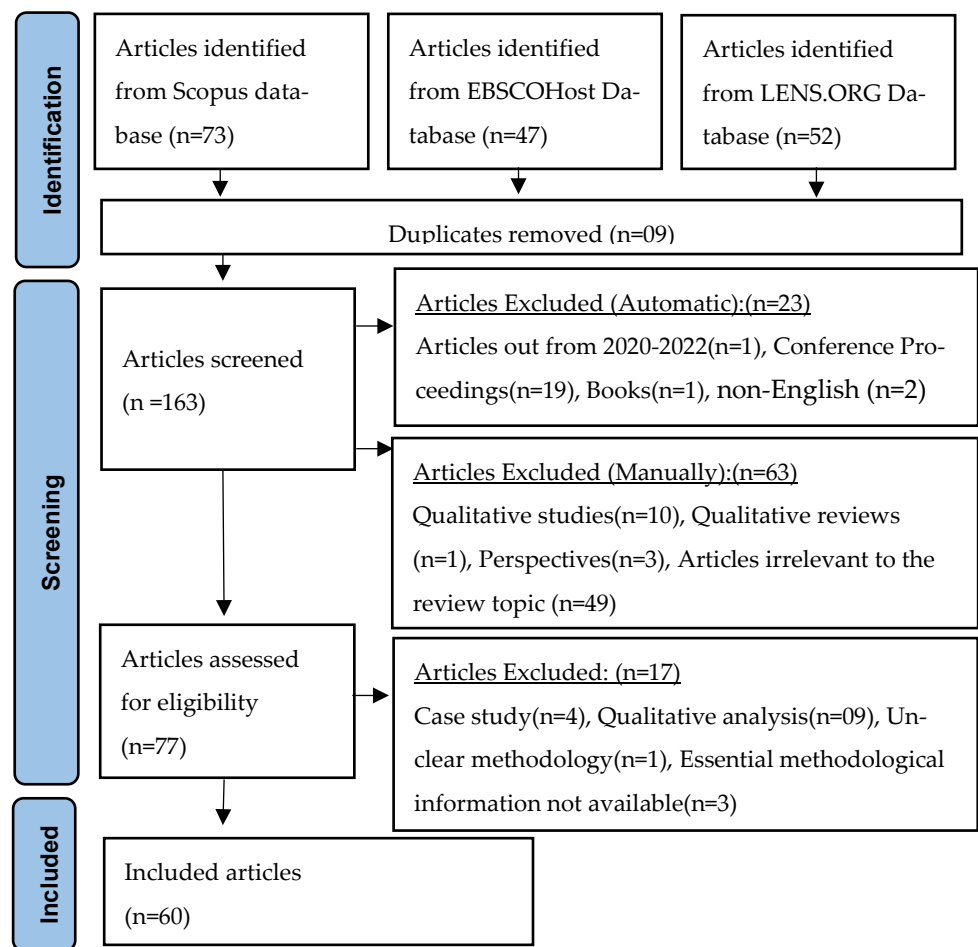 Identification
Articles identified
from Scopus data-
base (n=73)
Articles identified
from EBSCOHost Da-
tabase (n=47)
Articles identified
from LENS.ORG Da-
tabase (n=52)
Duplicates removed (n=09)
Screening
Articles screened
(n =163)
Articles Excluded (Automatic):(n=23)
Articles out from 2020-2022(n=1), Conference Pro-
ceedings(n=19), Books(n=1), non-English (n=2)
Articles Excluded (Manually):(n=63)
Qualitative studies(n=10), Qualitative reviews
(n=1), Perspectives(n=3), Articles irrelevant to the
review topic (n=49)
Articles assessed
for eligibility
(n=77)
Articles Excluded: (n=17)
Case study(n=4), Qualitative analysis(n=09), Un-
clear methodology(n=1), Essential methodological
information not available(n=3)
Included
Included articles
(n=60)